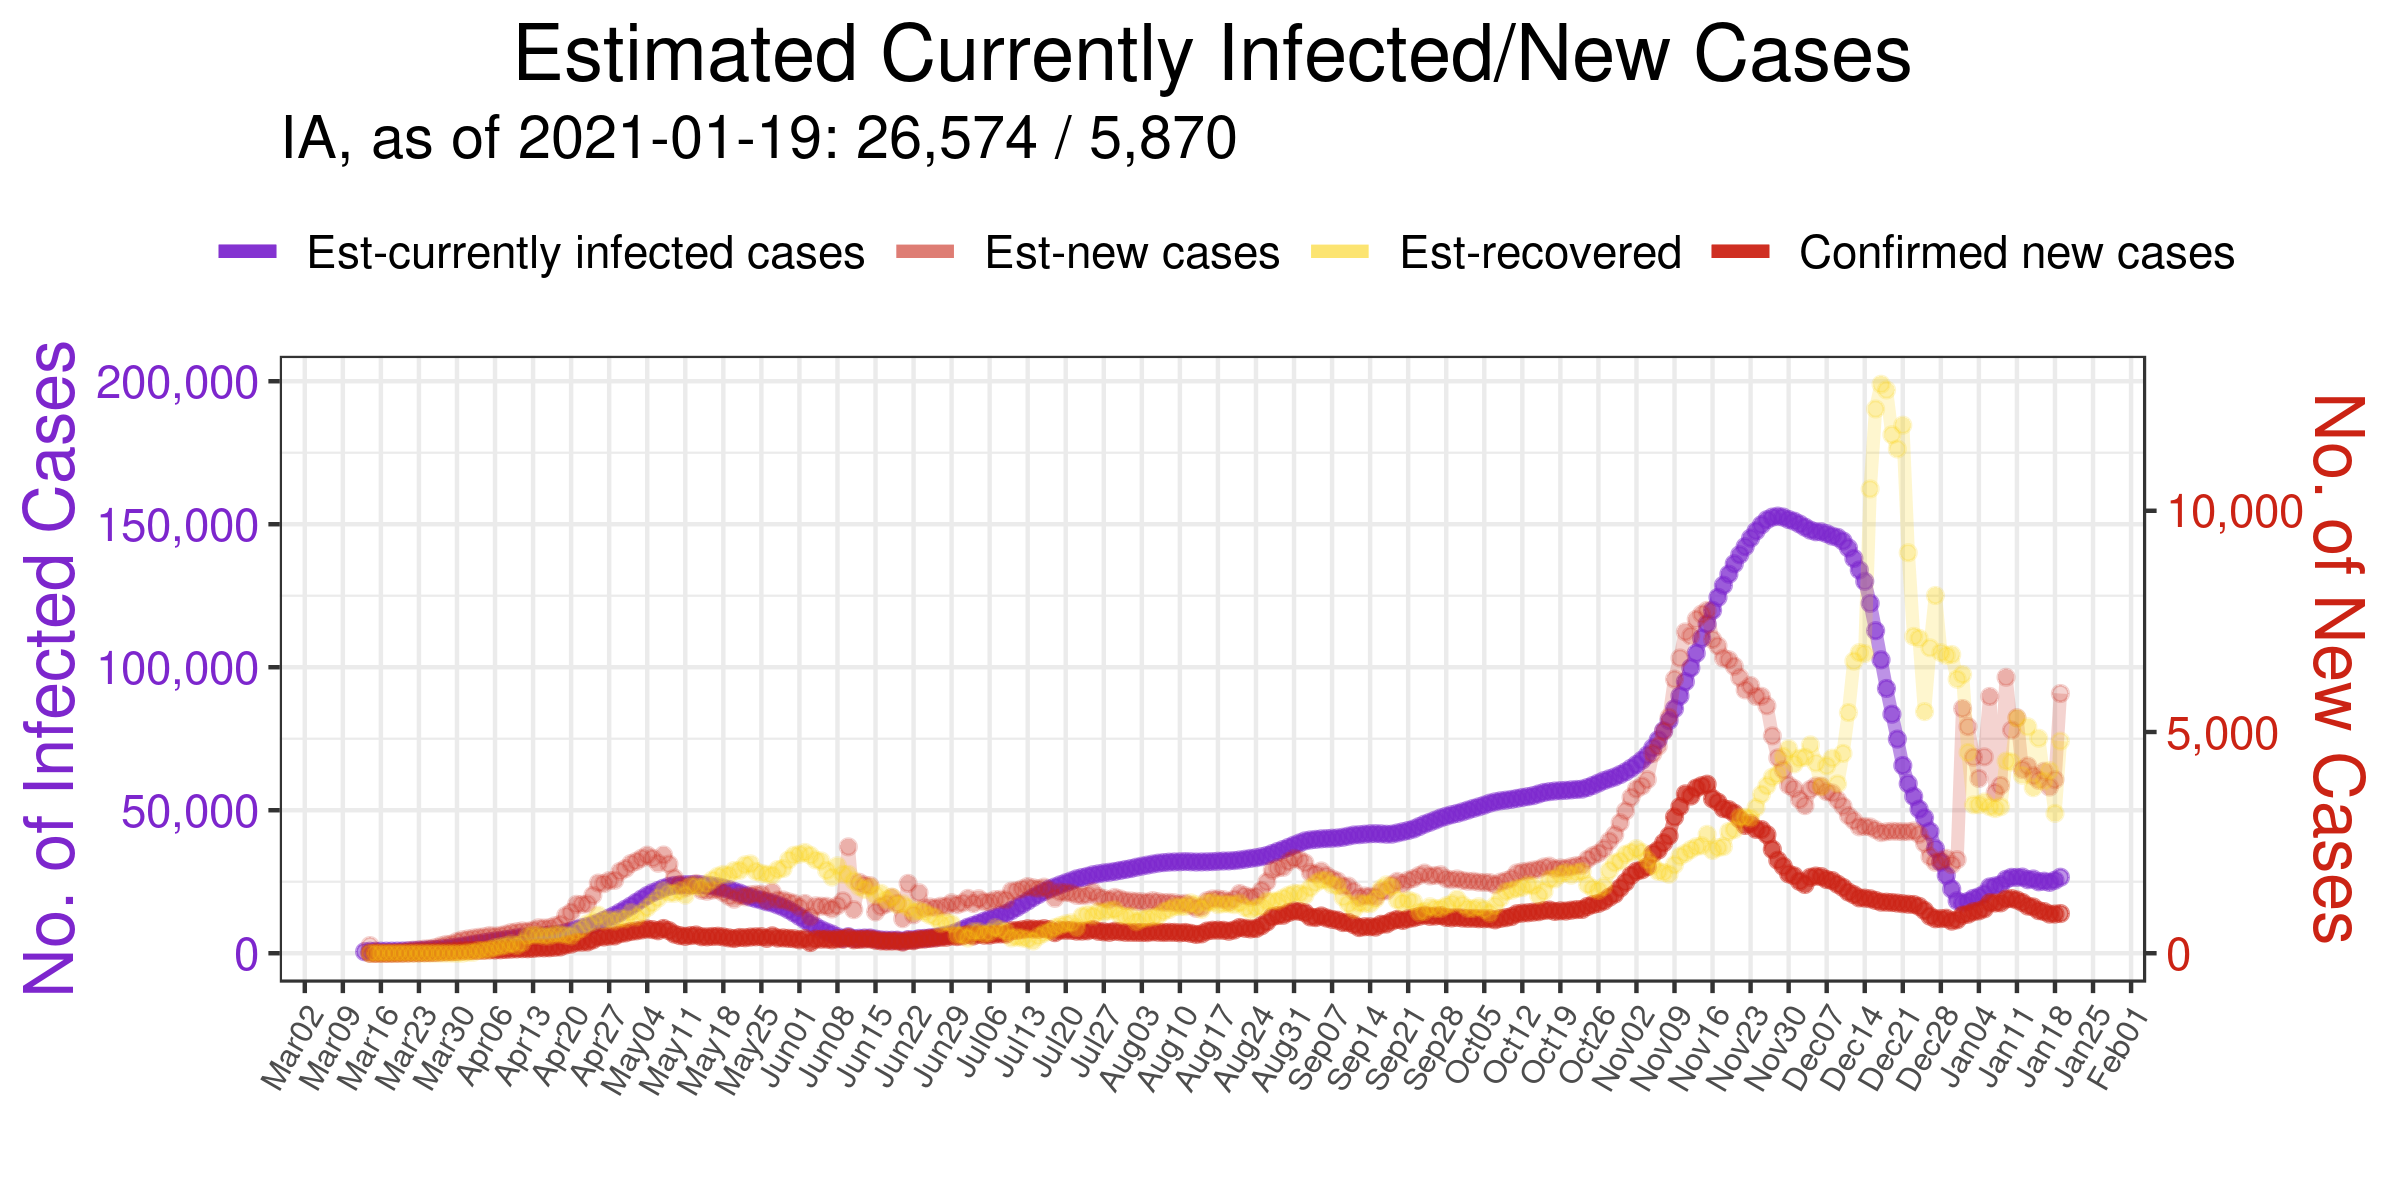 Estimated Currently Infected/New Cases
IA, as of 2021-01-19: 26,574 / 5,870
Est-currently infected cases Est-new cases Est-recovered Confirmed new cases
No. of Infected Cases
200,000
150,000
100,000
50,000
0
10,000
5,000
0
No. of New Cases
Mar02
Mar09
Mar16
Mar23
Mar30
Apr06
Apr13
Apr20
Apr27
May04
May11
May18
May25
Jun01
Jun08
Jun15
Jun22
Jun29
Jul06
Jul13
Jul20
Jul27
Aug03
Aug10
Aug17
Aug24
Aug31
Sep07
Sep14
Sep21
Sep28
Oct05
Oct12
Oct19
Oct26
Nov02
Nov09
Nov16
Nov23
Nov30
Dec07
Dec14
Dec21
Dec28
Jan04
Jan11
Jan18
Jan25
Feb01